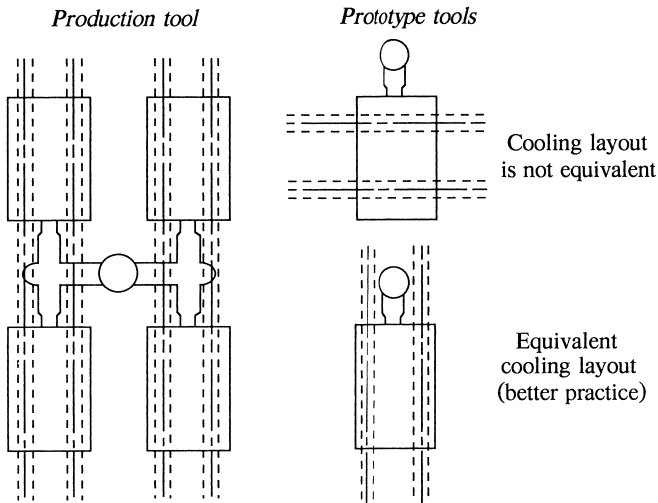 Production tool
Prototype tools
Cooling layout
is not equivalent
Equivalent
cooling layout
(better practice)